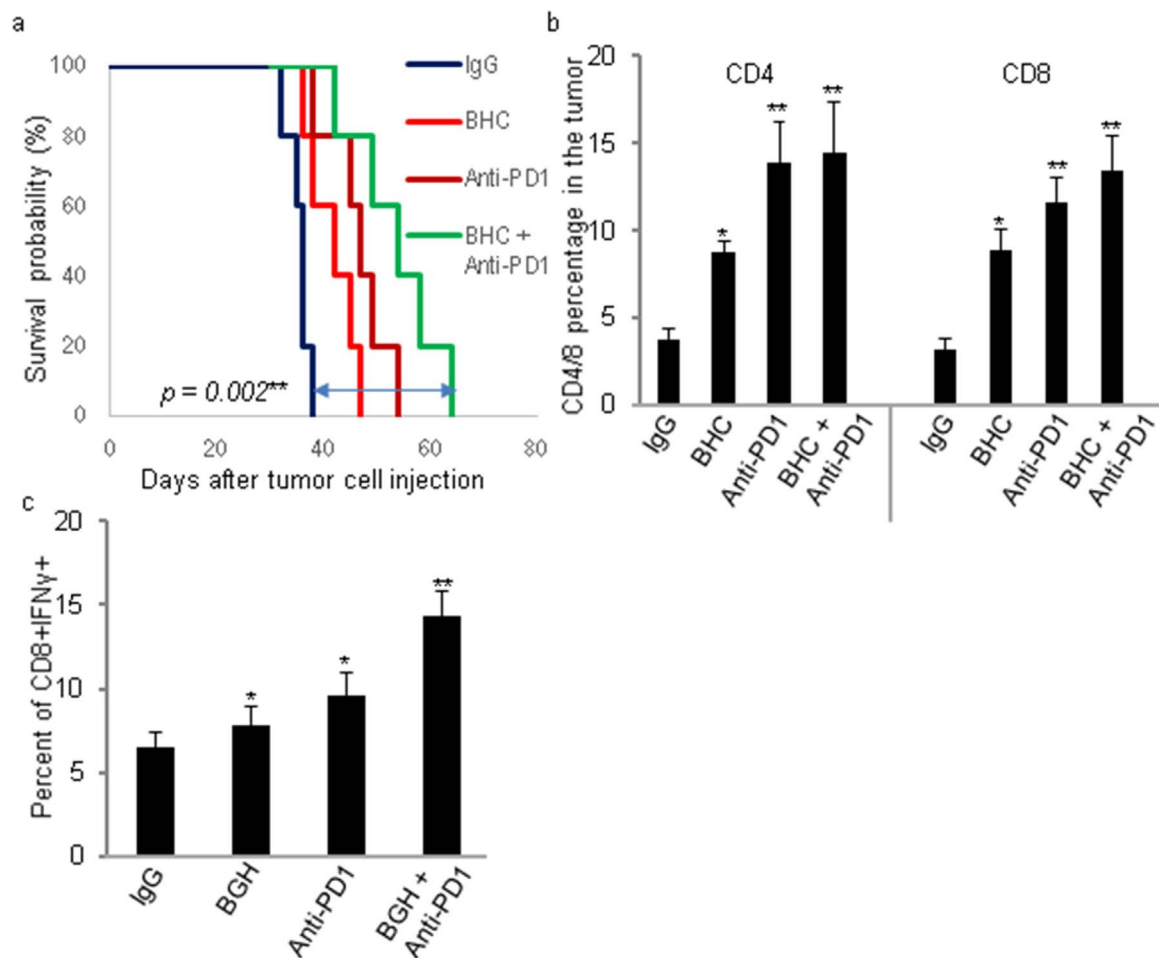 a
Survival probability (%)
100
80
60
40
20
0
IgG
BHC
Anti-PD1
BHC +
Anti-PD1
p = 0.002**
0
20
40
60
80
Days after tumor cell injection
b
CD4/8 percentage in the tumor
20
15
10
5
0
CD4
CD8
*
**
**
*
**
**
IgG
BHC
Anti-PD1
BHC +
Anti-PD1
IgG
BHC
Anti-PD1
BHC +
Anti-PD1
c
Percent of CD8+IFNγ+
20
15
10
5
0
*
*
**
IgG
BGH
Anti-PD1
BGH +
Anti-PD1